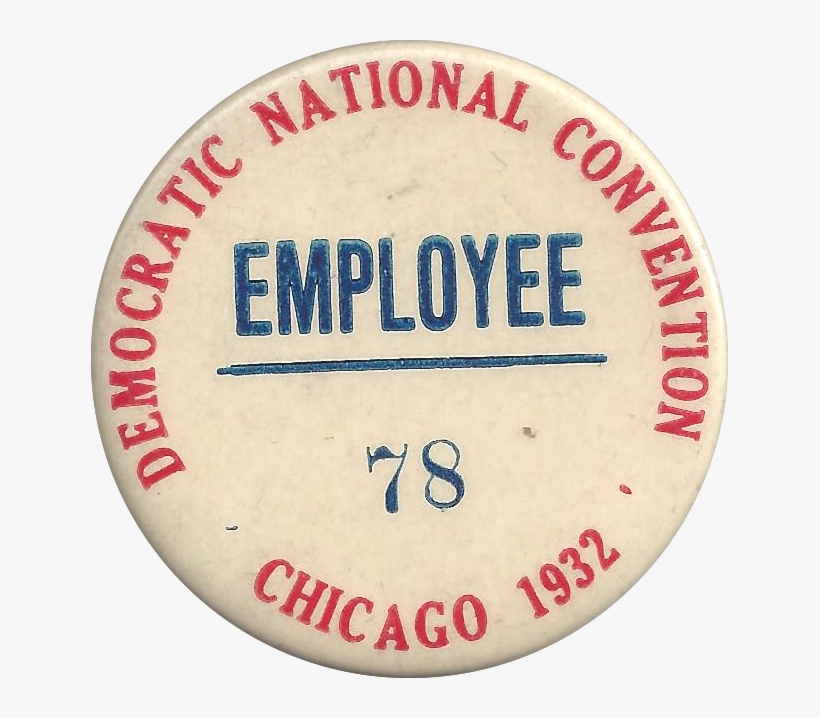 DEMOCRATIC NATIONAL CONVENTION
EMPLOYEE
78
CHICAGO 1932